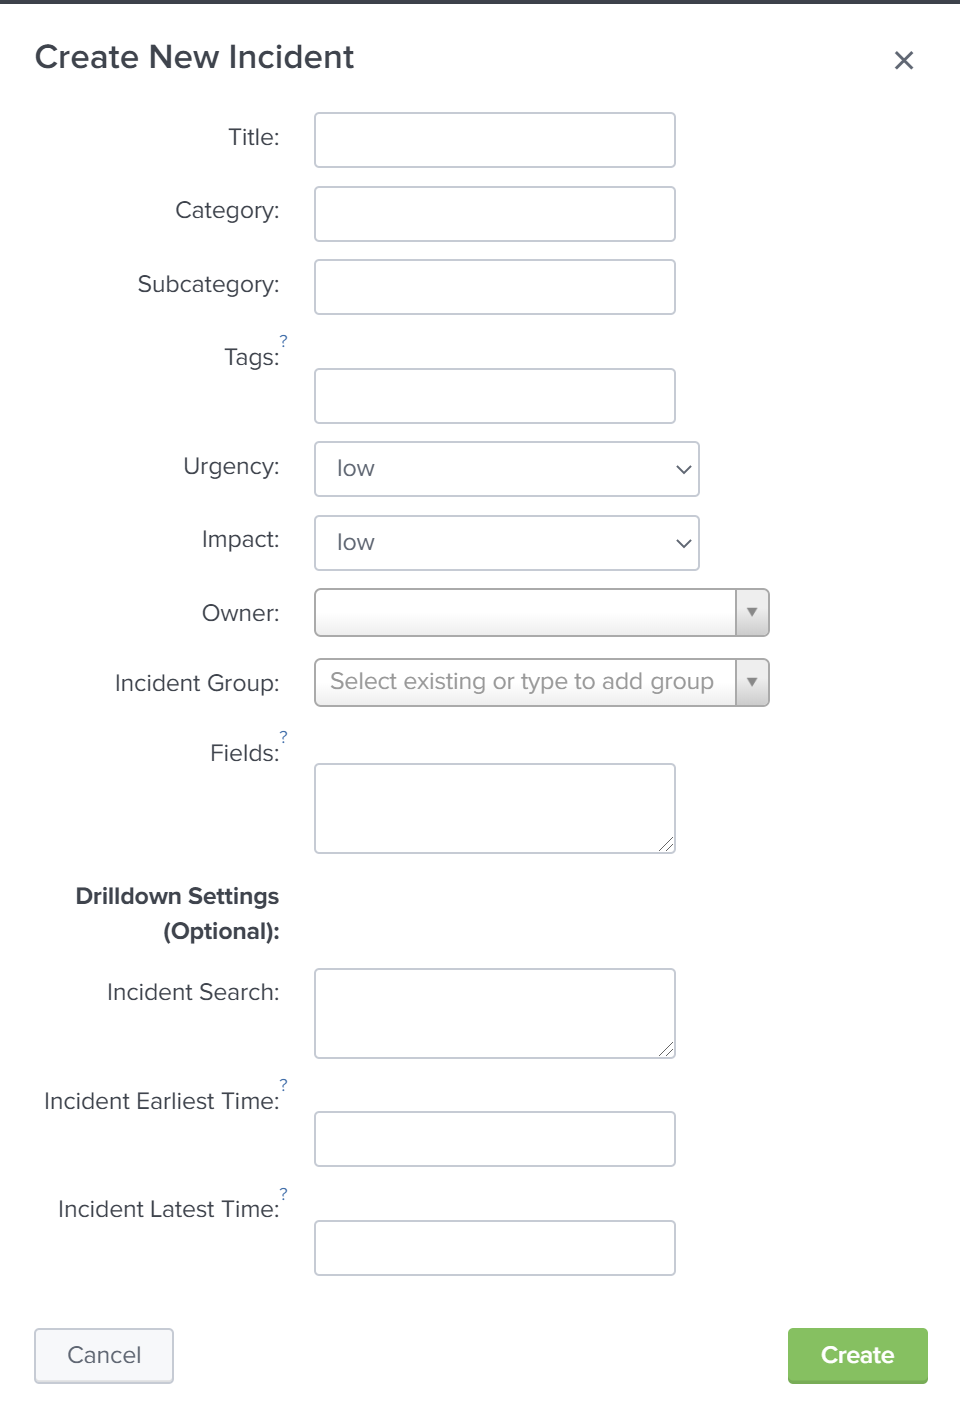 Create New Incident
×
Title:
Category:
Subcategory:
Tags:?
Urgency: low
Impact: low
Owner:
Incident Group: Select existing or type to add group
Fields:?
Drilldown Settings
(Optional):
Incident Search:
Incident Earliest Time:?
Incident Latest Time:?
Cancel Create